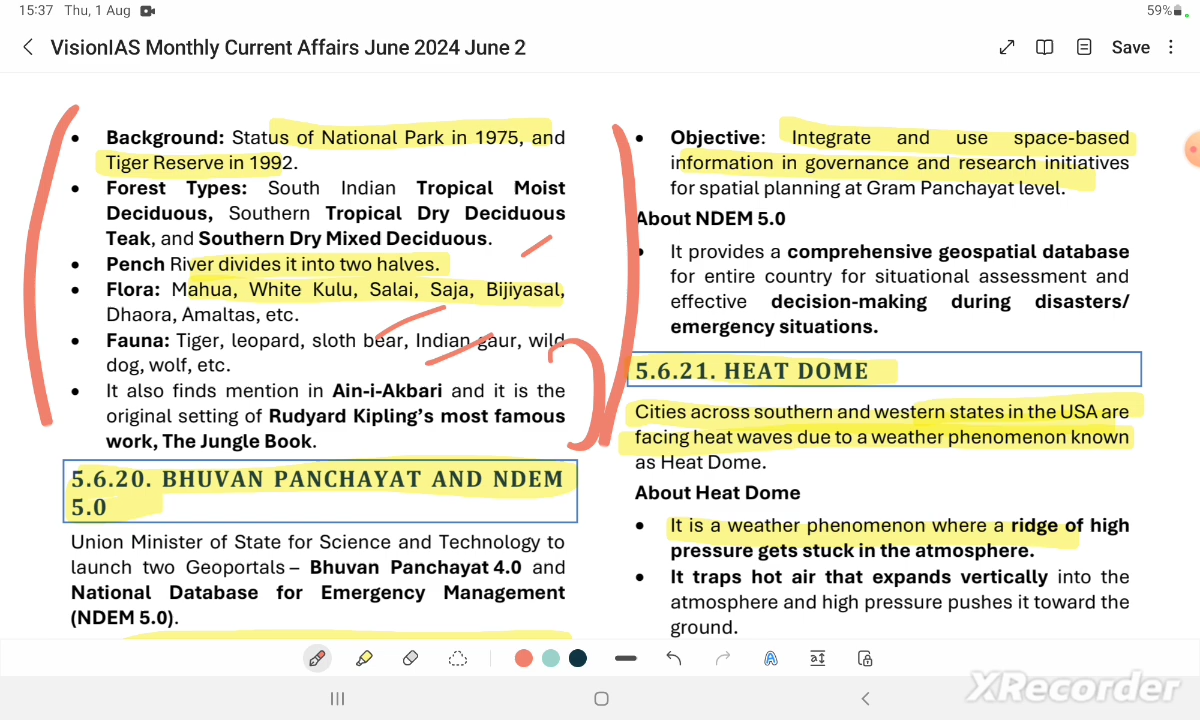 15:37 Thu, 1 Aug
59%
VisionIAS Monthly Current Affairs June 2024 June 2
Save
• Background: Status of National Park in 1975, and
Tiger Reserve in 1992.
• Forest Types: South Indian Tropical Moist
Deciduous, Southern Tropical Dry Deciduous
Teak, and Southern Dry Mixed Deciduous.
• Pench River divides it into two halves.
• Flora: Mahua, White Kulu, Salai, Saja, Bijiyasal,
Dhaora, Amaltas, etc.
• Fauna: Tiger, leopard, sloth bear, Indian gaur, wild
dog, wolf, etc.
• It also finds mention in Ain-i-Akbari and it is the
original setting of Rudyard Kipling's most famous
work, The Jungle Book.
5.6.20. BHUVAN PANCHAYAT AND NDEM
5.0
Union Minister of State for Science and Technology to
launch two Geoportals – Bhuvan Panchayat 4.0 and
National Database for Emergency Management
(NDEM 5.0).
• Objective: Integrate and use space-based
information in governance and research initiatives
for spatial planning at Gram Panchayat level.
About NDEM 5.0
• It provides a comprehensive geospatial database
for entire country for situational assessment and
effective decision-making during disasters/
emergency situations.
5.6.21. HEAT DOME
Cities across southern and western states in the USA are
facing heat waves due to a weather phenomenon known
as Heat Dome.
About Heat Dome
• It is a weather phenomenon where a ridge of high
pressure gets stuck in the atmosphere.
• It traps hot air that expands vertically into the
atmosphere and high pressure pushes it toward the
ground.
XRecorder